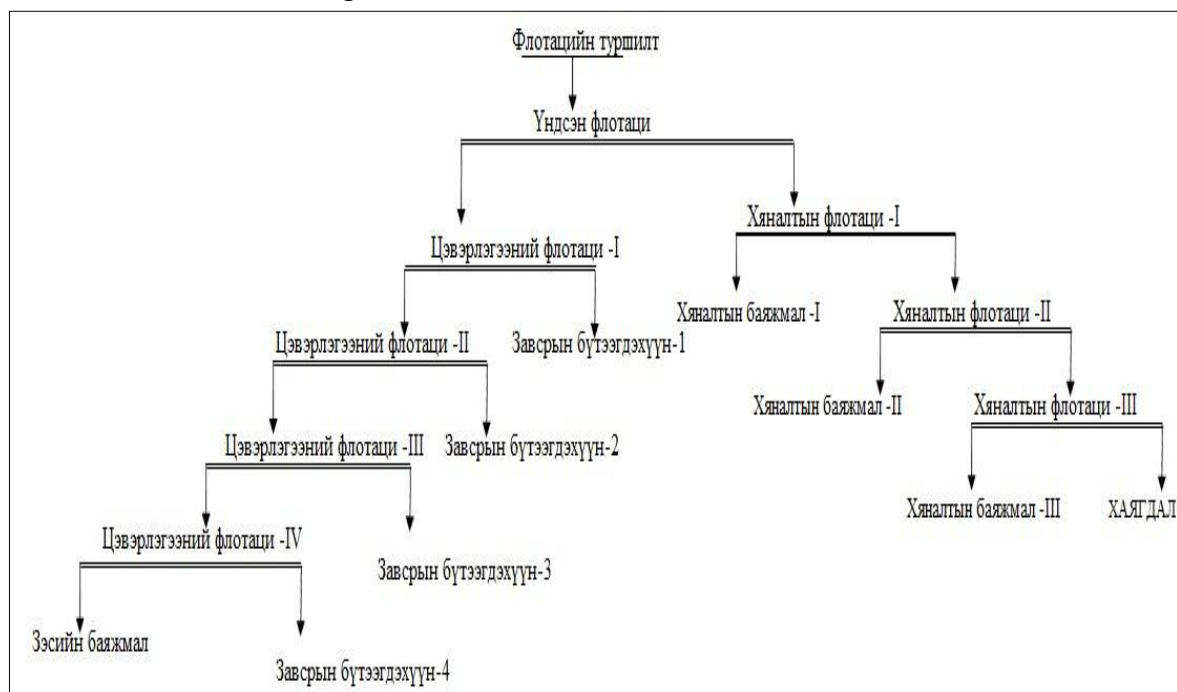 Флотацийн туршилт
Үндсэн флотаци
Хяналтын флотаци -I
Цэвэрлэгээний флотаци -I
Хяналтын баяжмал -I
Хяналтын флотаци -II
Цэвэрлэгээний флотаци -II
Завсрын бүтээгдэхүүн-1
Хяналтын баяжмал -II
Хяналтын флотаци -III
Цэвэрлэгээний флотаци -III
Завсрын бүтээгдэхүүн-2
Хяналтын баяжмал -III
ХАЯГДАЛ
Цэвэрлэгээний флотаци -IV
Завсрын бүтээгдэхүүн-3
Зэсийн баяжмал
Завсрын бүтээгдэхүүн-4